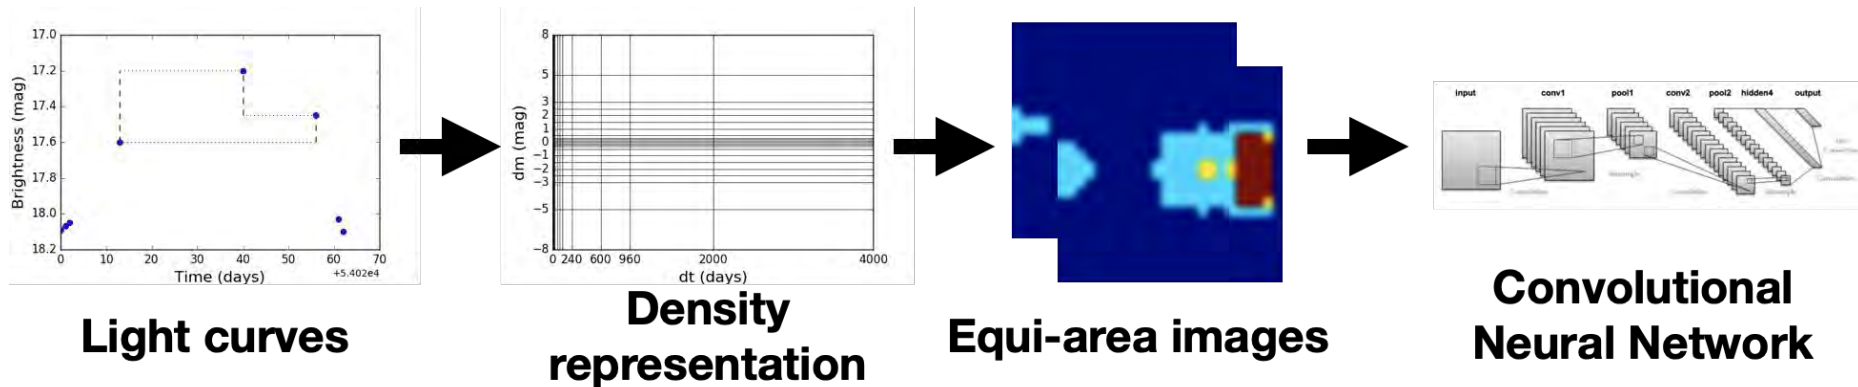 17.0
17.2
17.4
17.6
17.8
18.0
18.2
Brightness (mag)
0 10 20 30 40 50 60 70
Time (days)
+5.402e4
Light curves
8
5
3
2
1
0
−1
−2
−3
−5
−8
dm (mag)
0 240 600 960 2000 4000
dt (days)
Density
representation
Equi-area images
input conv1 pool1 conv2 pool2 hidden4 output
Convolutional
Neural Network